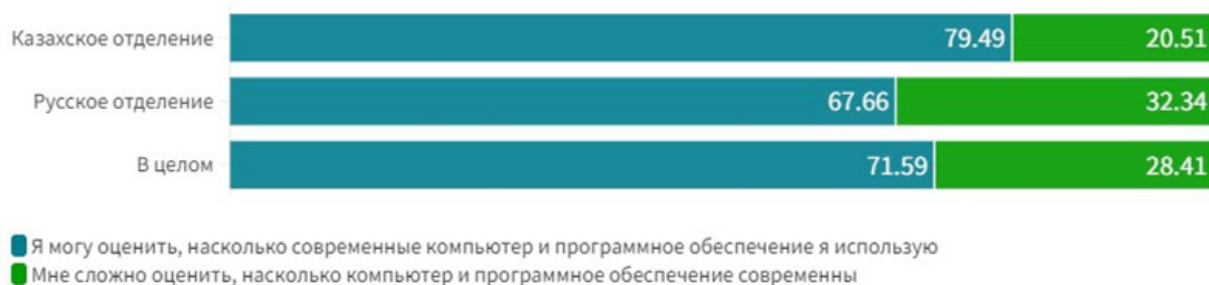 Казахское отделение 79.49 20.51
Русское отделение 67.66 32.34
В целом 71.59 28.41
Я могу оценить, насколько современные компьютер и программное обеспечение я использую
Мне сложно оценить, насколько компьютер и программное обеспечение современны